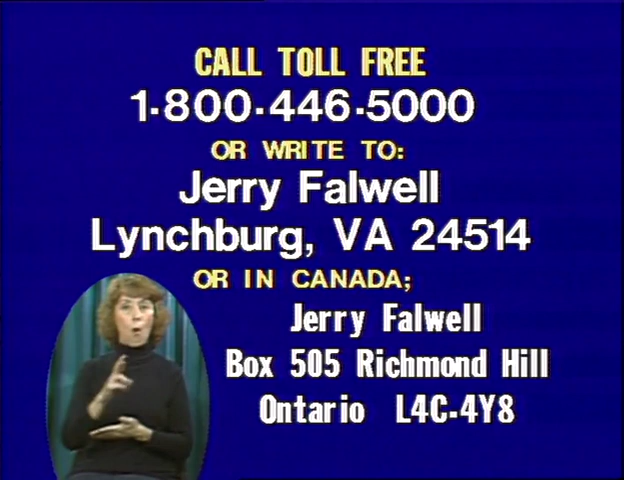 CALL TOLL FREE
1-800-446-5000
OR WRITE TO:
Jerry Falwell
Lynchburg, VA 24514
OR IN CANADA;
Jerry Falwell
Box 505 Richmond Hill
Ontario L4C-4Y8